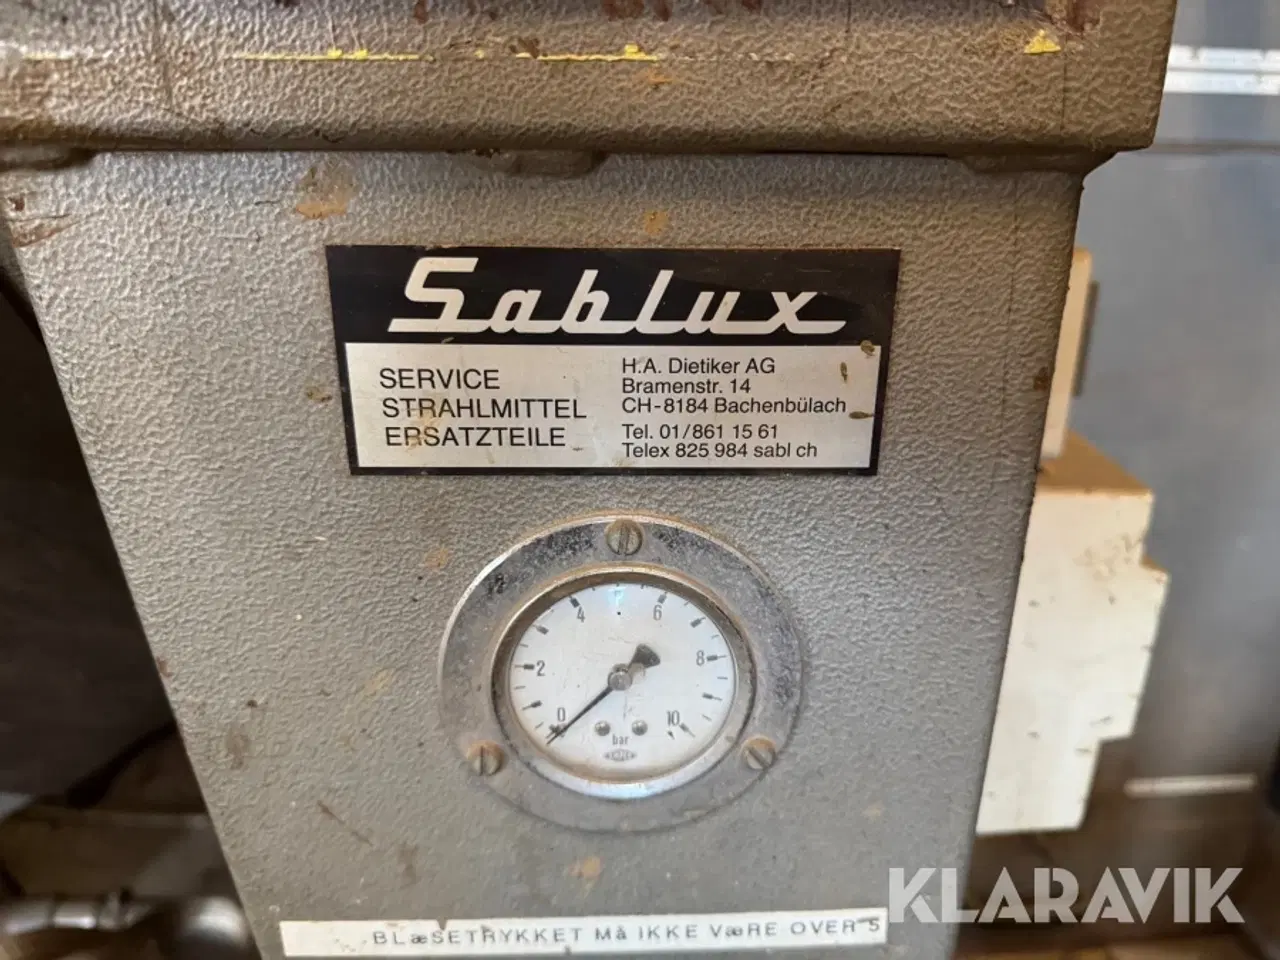 Sablux
SERVICE
STRAHLMITTEL
ERSATZTEILE
H.A. Dietiker AG
Bramenstr. 14
CH-8184 Bachenbülach
Tel. 01/861 15 61
Telex 825 984 sabl ch
0 2 4 6 8 10
bar
BLæSETRYKKET Må IKKE VæRE OVER 5
KLARAVIK